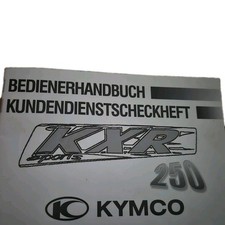 BEDIENERHANDBUCH
KUNDENDIENSTSCHECKHEFT
KXR
sports
250
KYMCO